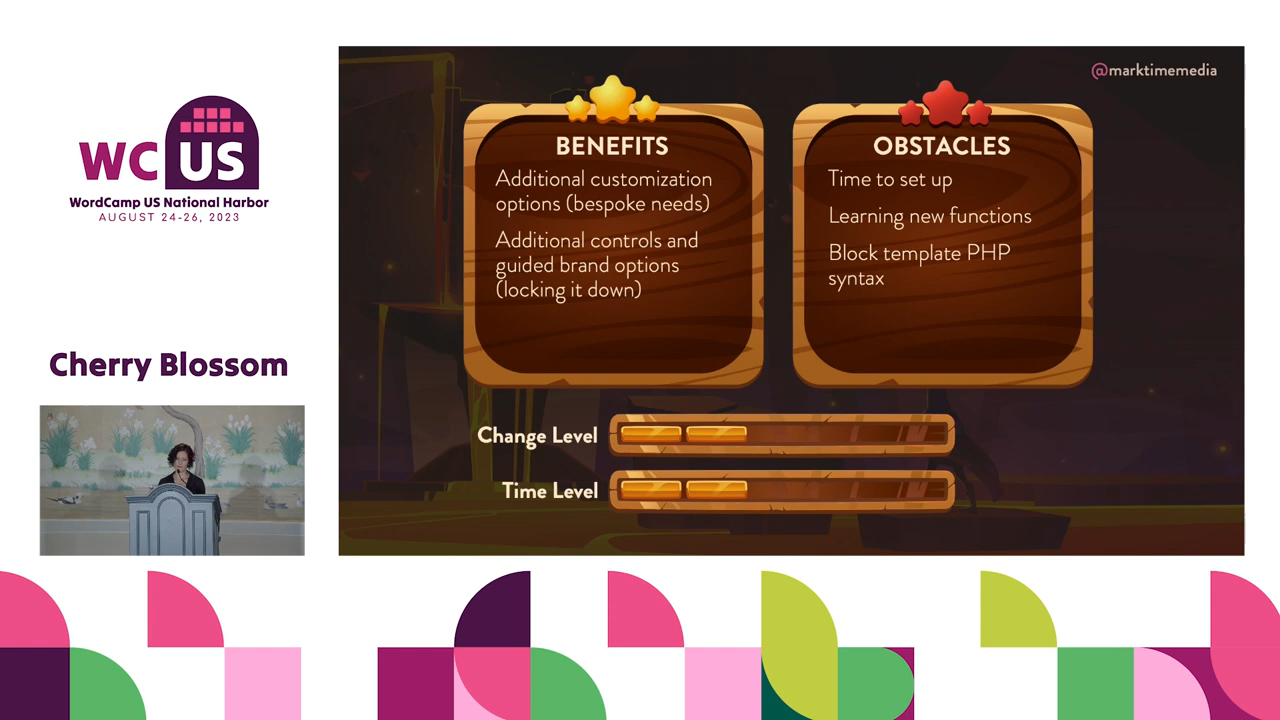 WC US
WordCamp US National Harbor
AUGUST 24-26, 2023
Cherry Blossom
@marktimemedia
BENEFITS
Additional customization
options (bespoke needs)
Additional controls and
guided brand options
(locking it down)
OBSTACLES
Time to set up
Learning new functions
Block template PHP
syntax
Change Level
Time Level